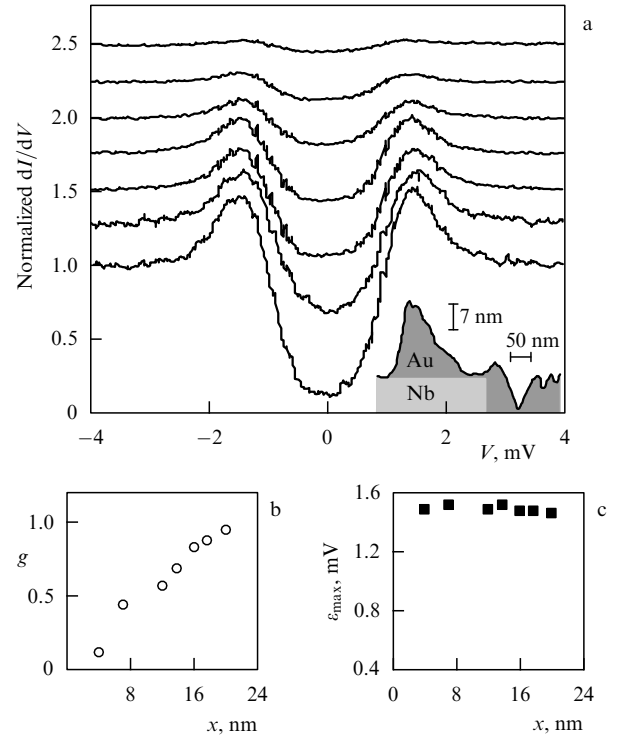 a
Normalized dI/dV
2.5
2.0
1.5
1.0
0.5
0
7 nm
50 nm
Au
Nb
−4 −2 0 2 4
V, mV
b
g
1.0
0.5
0
8 16 24
x, nm
c
εmax, mV
1.6
1.2
0.8
0.4
0 8 16 24
x, nm